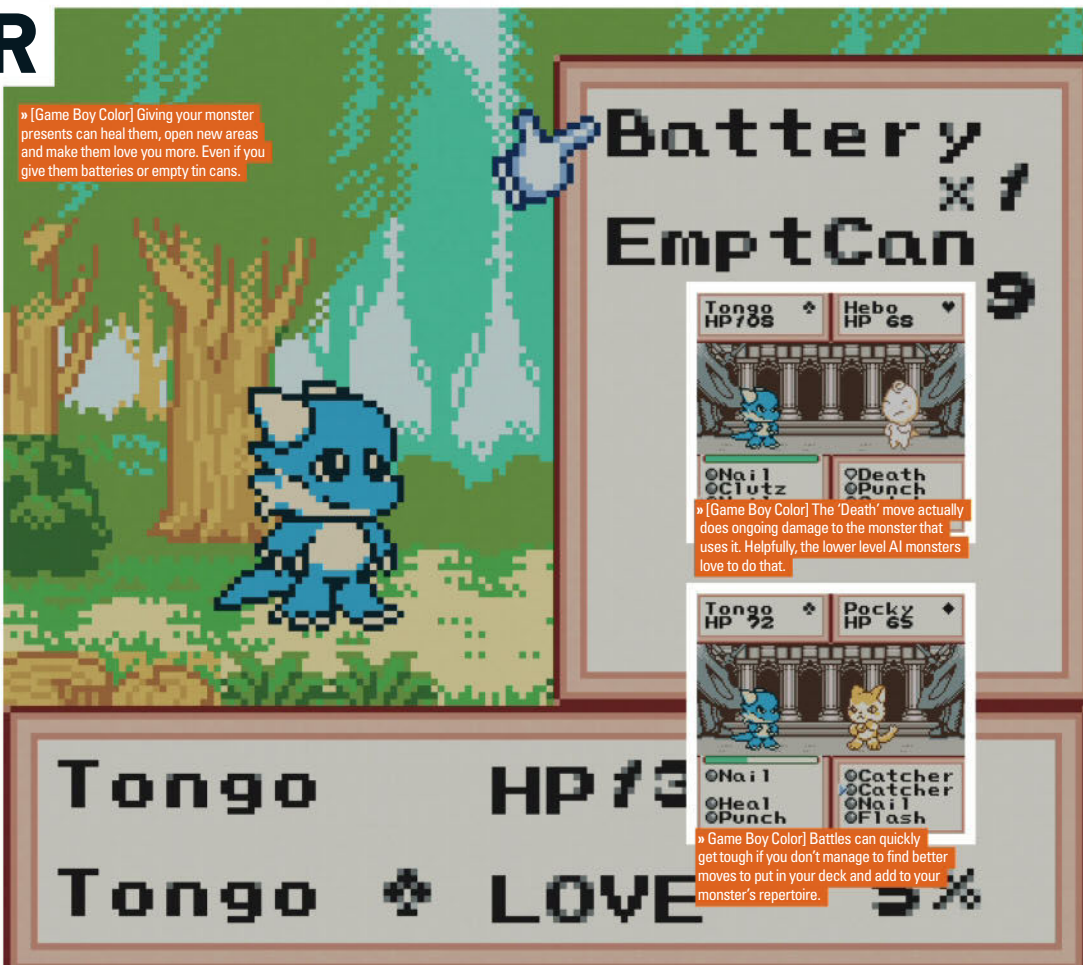 R
» [Game Boy Color] Giving your monster
presents can heal them, open new areas
and make them love you more. Even if you
give them batteries or empty tin cans.
Battery
x 1
EmptCan
9
Tongo ♣ Hebo ♥
HP108 HP 68
Nail ♡Death
Clutz Punch
» [Game Boy Color] The ‘Death’ move actually
does ongoing damage to the monster that
uses it. Helpfully, the lower level AI monsters
love to do that.
Tongo ♣ Pocky ♦
HP 72 HP 65
Nail Catcher
Catcher
Heal Nail
Punch Flash
» Game Boy Color] Battles can quickly
get tough if you don’t manage to find better
moves to put in your deck and add to your
monster’s repertoire.
Tongo HP
Tongo ♣ LOVE %